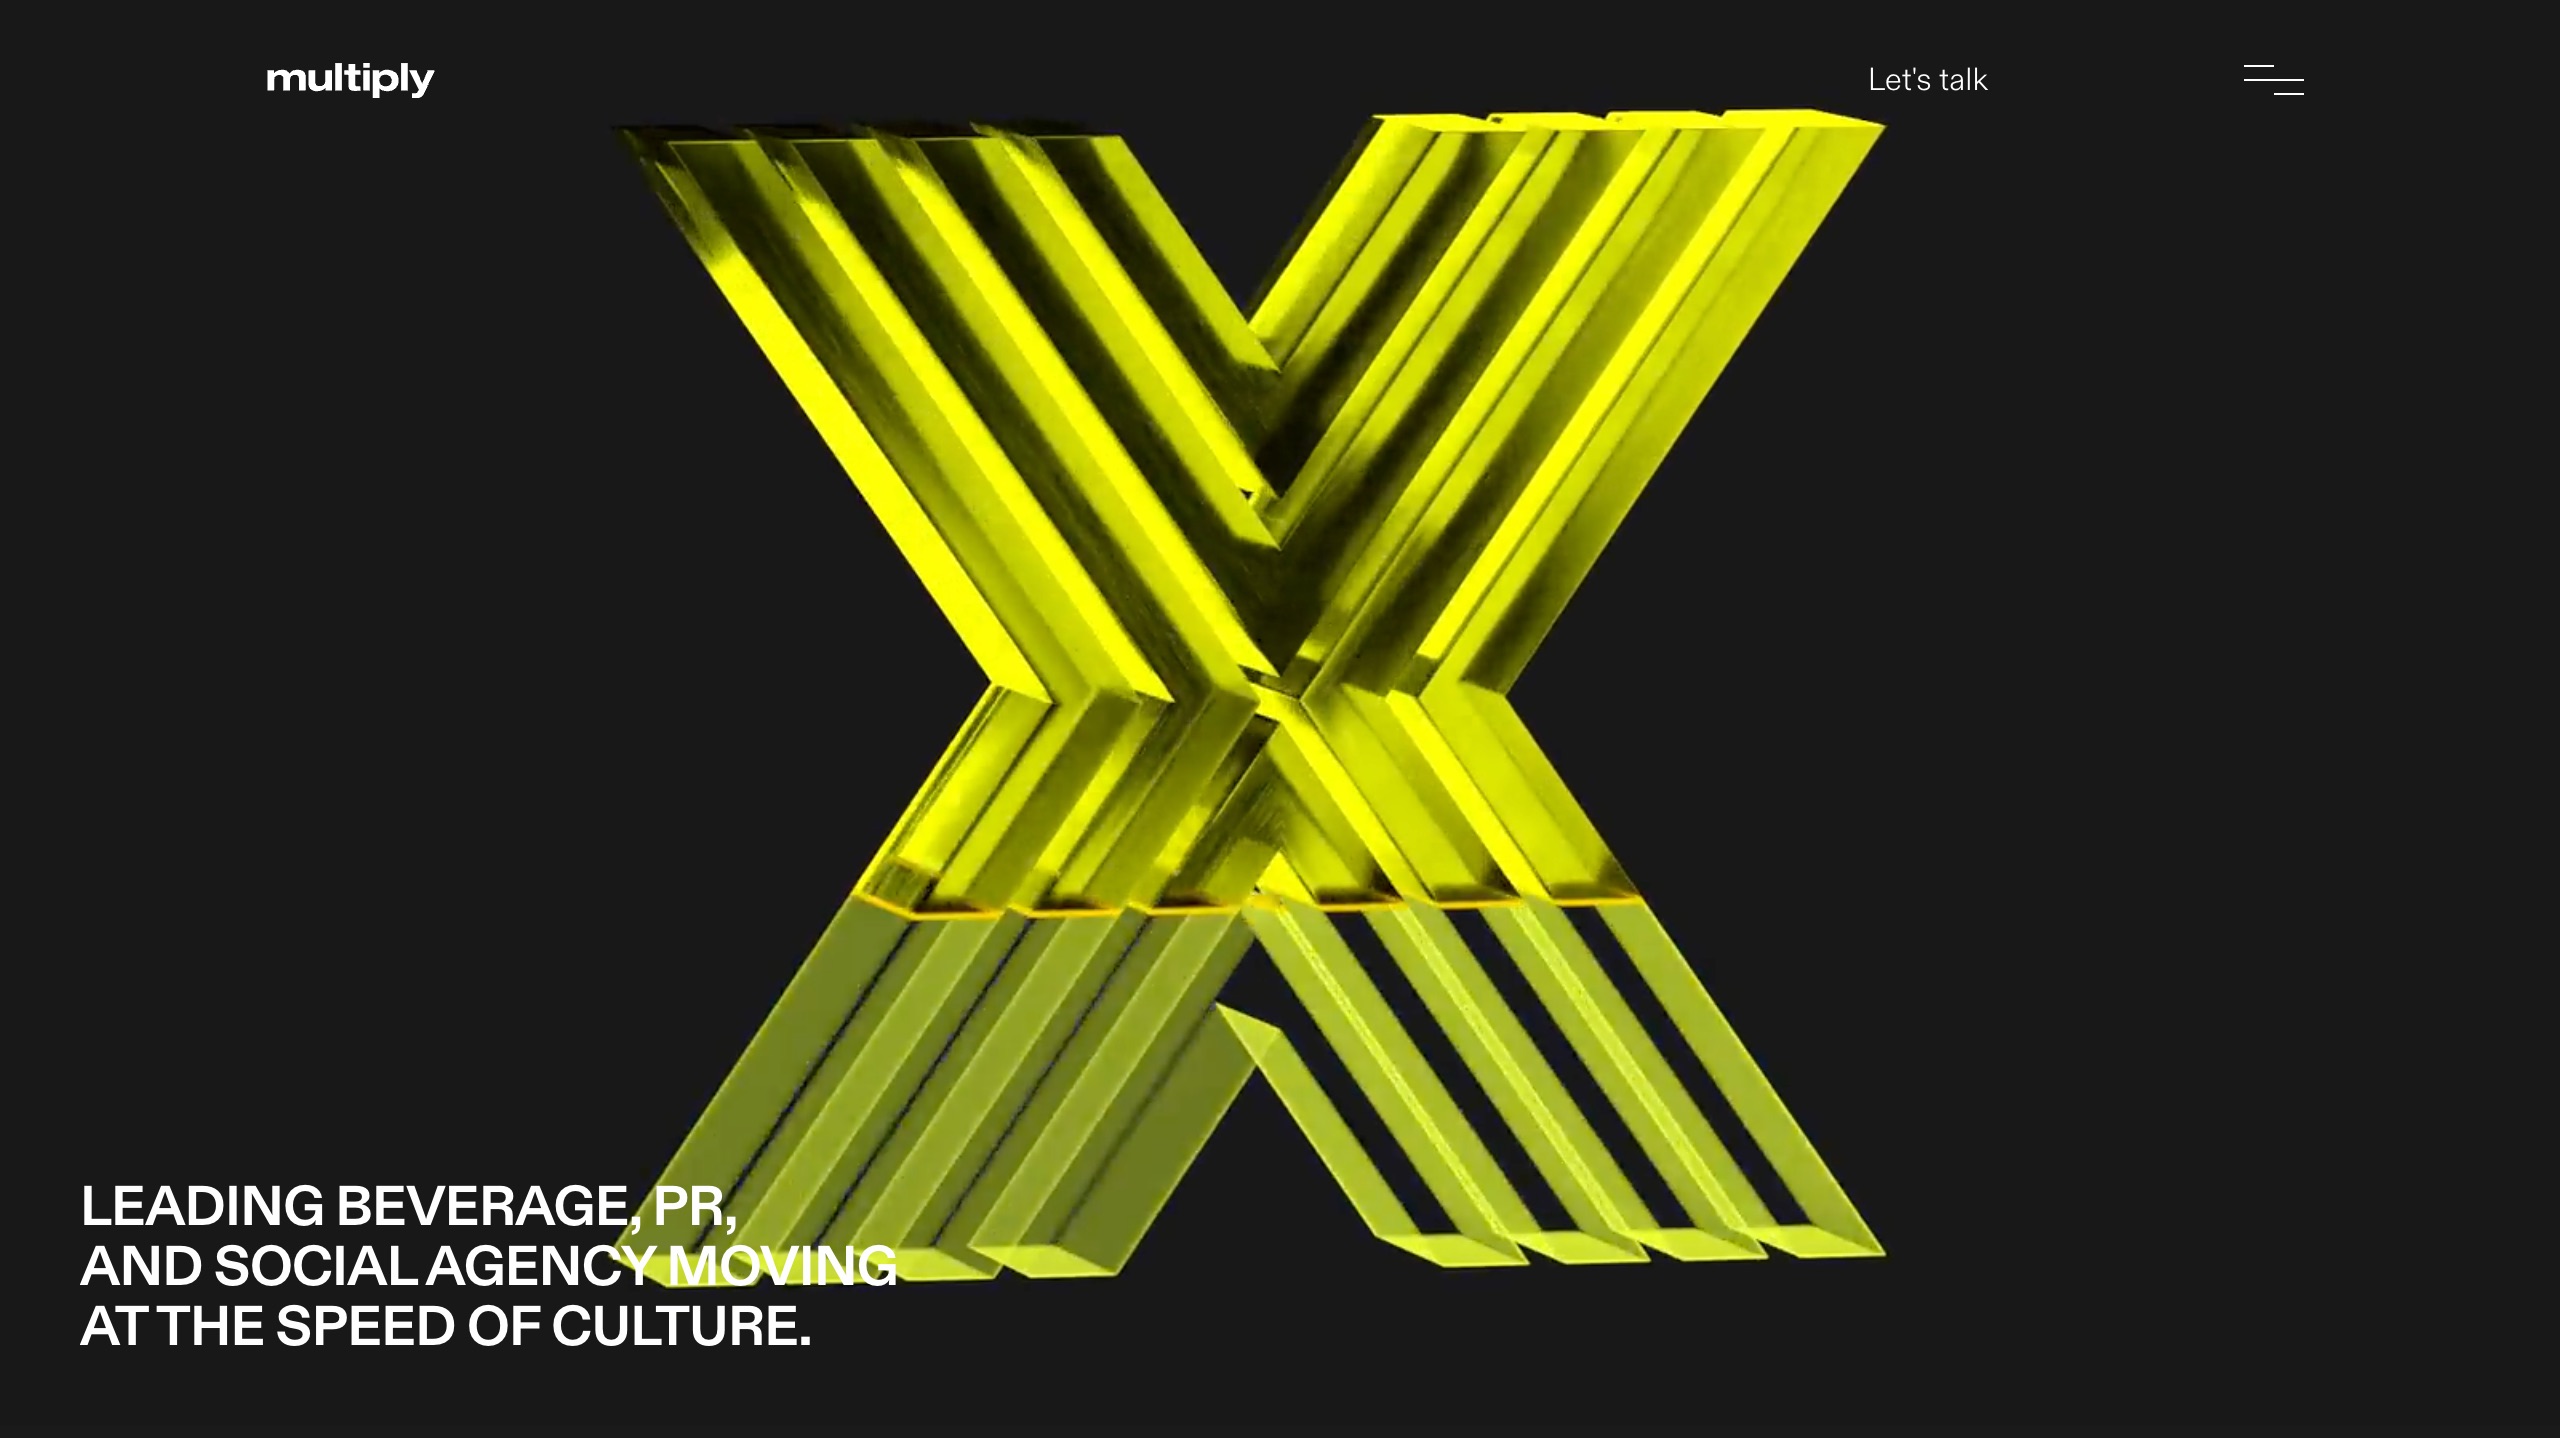 multiply
Let's talk
LEADING BEVERAGE, PR,
AND SOCIAL AGENCY MOVING
AT THE SPEED OF CULTURE.